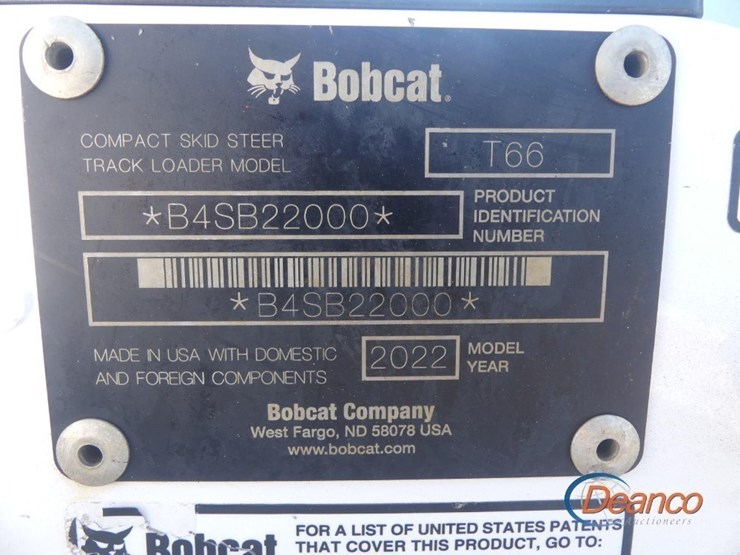 Bobcat.
COMPACT SKID STEER
TRACK LOADER MODEL
T66
*B4SB22000*
PRODUCT
IDENTIFICATION
NUMBER
*B4SB22000*
MADE IN USA WITH DOMESTIC
AND FOREIGN COMPONENTS
2022
MODEL
YEAR
Bobcat Company
West Fargo, ND 58078 USA
www.bobcat.com
Deanco
Auctioneers
Bobcat
FOR A LIST OF UNITED STATES PATENTS
THAT COVER THIS PRODUCT, GO TO: